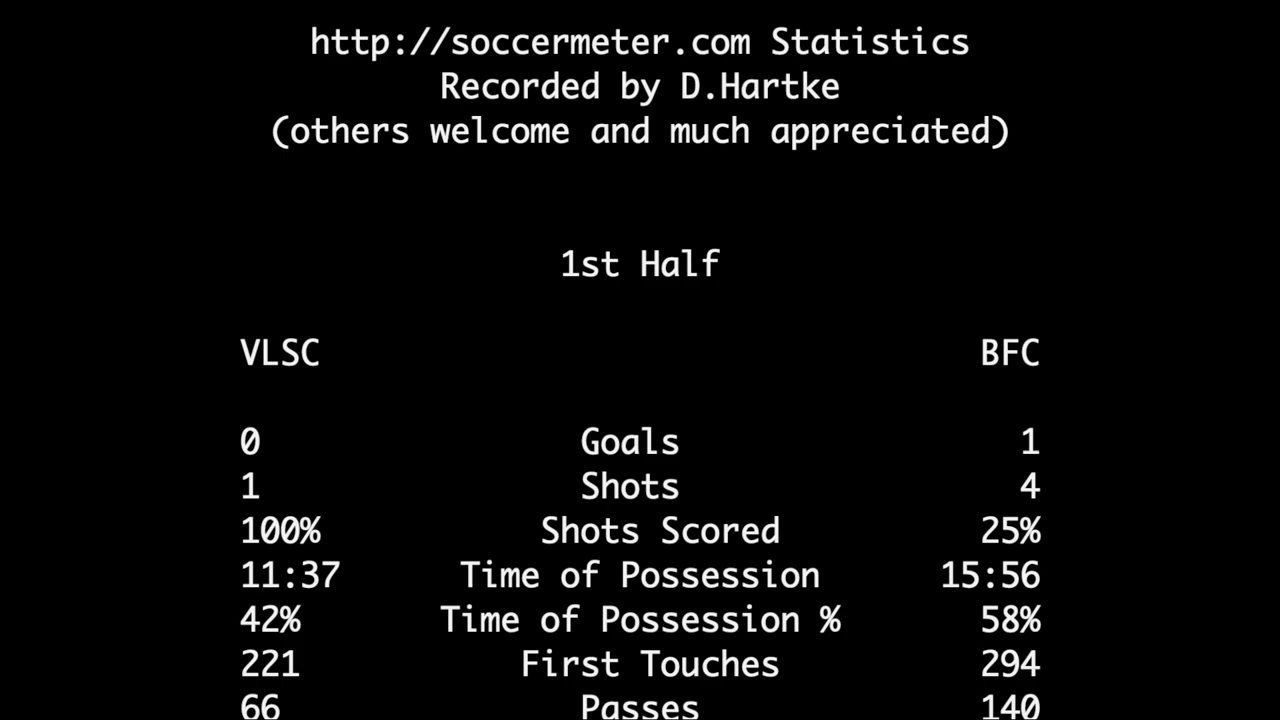 http://soccermeter.com Statistics
Recorded by D.Hartke
(others welcome and much appreciated)
1st Half
VLSC BFC
0 Goals 1
1 Shots 4
100% Shots Scored 25%
11:37 Time of Possession 15:56
42% Time of Possession % 58%
221 First Touches 294
66 Passes 140